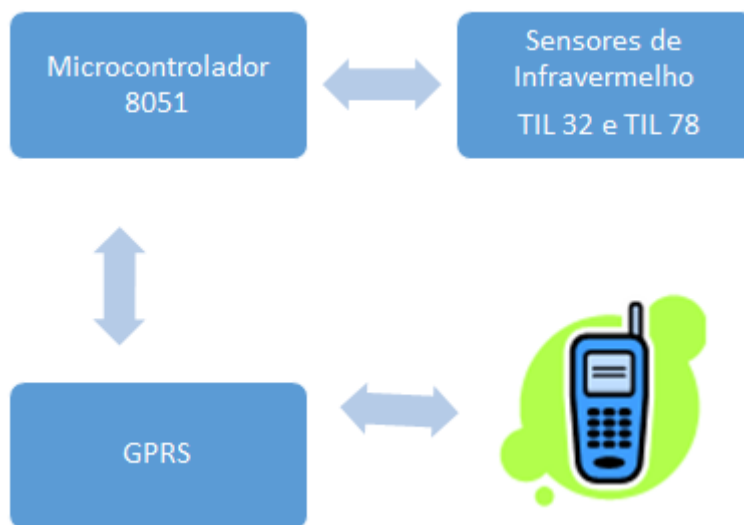 Microcontrolador
8051
Sensores de
Infravermelho
TIL 32 e TIL 78
GPRS